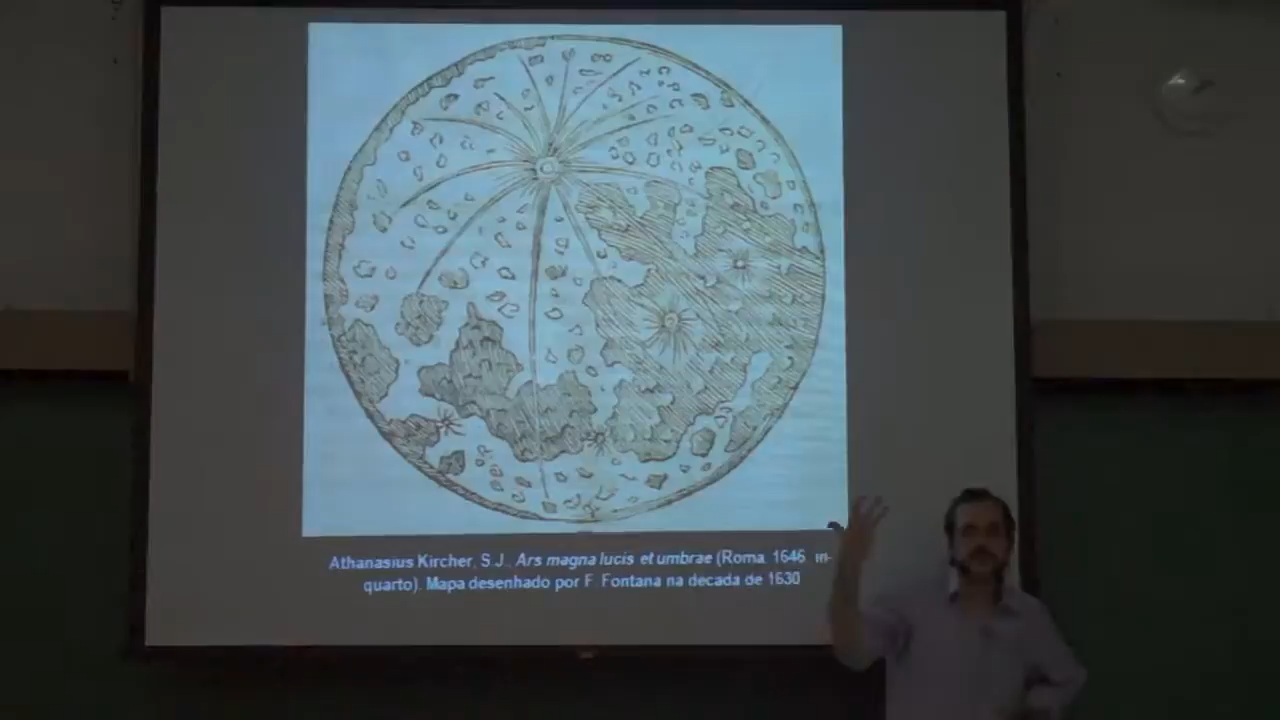 Athanasius Kircher, S.J., Ars magna lucis et umbrae (Roma. 1646 in-
quarto). Mapa desenhado por F. Fontana na decada de 1630